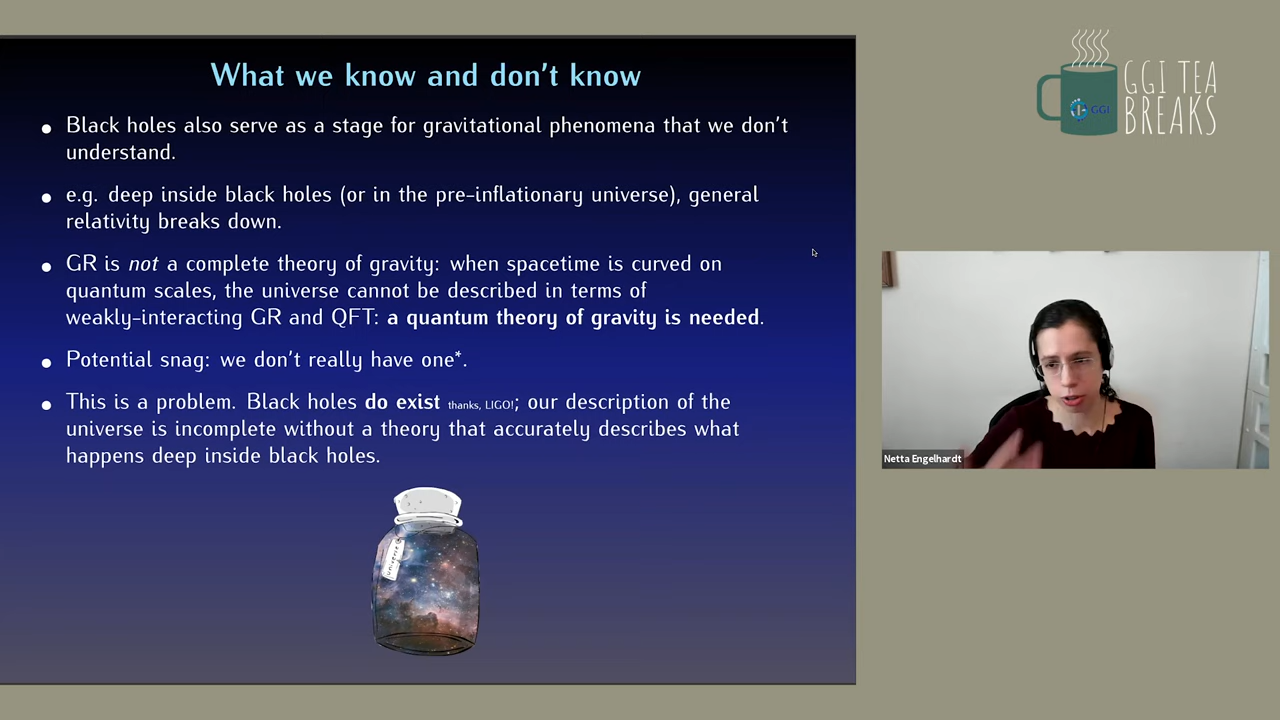 What we know and don't know
● Black holes also serve as a stage for gravitational phenomena that we don't
understand.
● e.g. deep inside black holes (or in the pre-inflationary universe), general
relativity breaks down.
● GR is not a complete theory of gravity: when spacetime is curved on
quantum scales, the universe cannot be described in terms of
weakly-interacting GR and QFT: a quantum theory of gravity is needed.
● Potential snag: we don't really have one*.
● This is a problem. Black holes do exist thanks, LIGO!; our description of the
universe is incomplete without a theory that accurately describes what
happens deep inside black holes.
UNIVERSE
GGI TEA
BREAKS
GGI
Netta Engelhardt